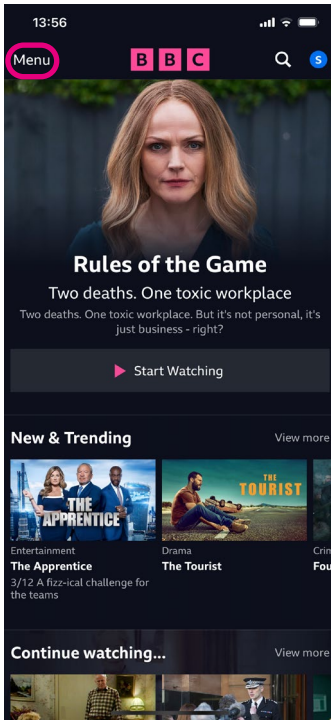 13:56
Menu
BBC
S
Rules of the Game
Two deaths. One toxic workplace
Two deaths. One toxic workplace. But it's not personal, it's
just business - right?
Start Watching
New & Trending
View more
THE
APPRENTICE
THE
TOURIST
Entertainment
The Apprentice
3/12 A fizz-ical challenge for
the teams
Drama
The Tourist
Crin
Fou
Continue watching...
View more